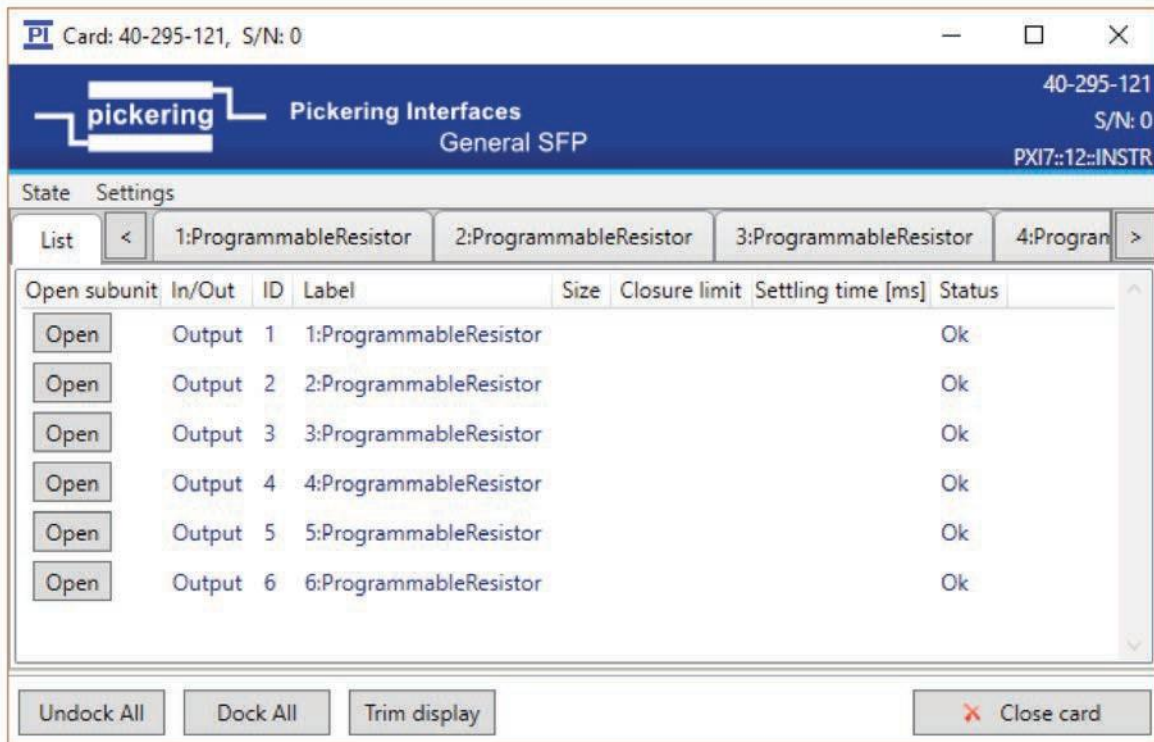 PI Card: 40-295-121, S/N: 0
pickering Pickering Interfaces
General SFP
40-295-121
S/N: 0
PXI7::12::INSTR
State Settings
List < 1:ProgrammableResistor 2:ProgrammableResistor 3:ProgrammableResistor 4:Program >
Open subunit In/Out ID Label Size Closure limit Settling time [ms] Status
Open Output 1 1:ProgrammableResistor Ok
Open Output 2 2:ProgrammableResistor Ok
Open Output 3 3:ProgrammableResistor Ok
Open Output 4 4:ProgrammableResistor Ok
Open Output 5 5:ProgrammableResistor Ok
Open Output 6 6:ProgrammableResistor Ok
Undock All Dock All Trim display Close card